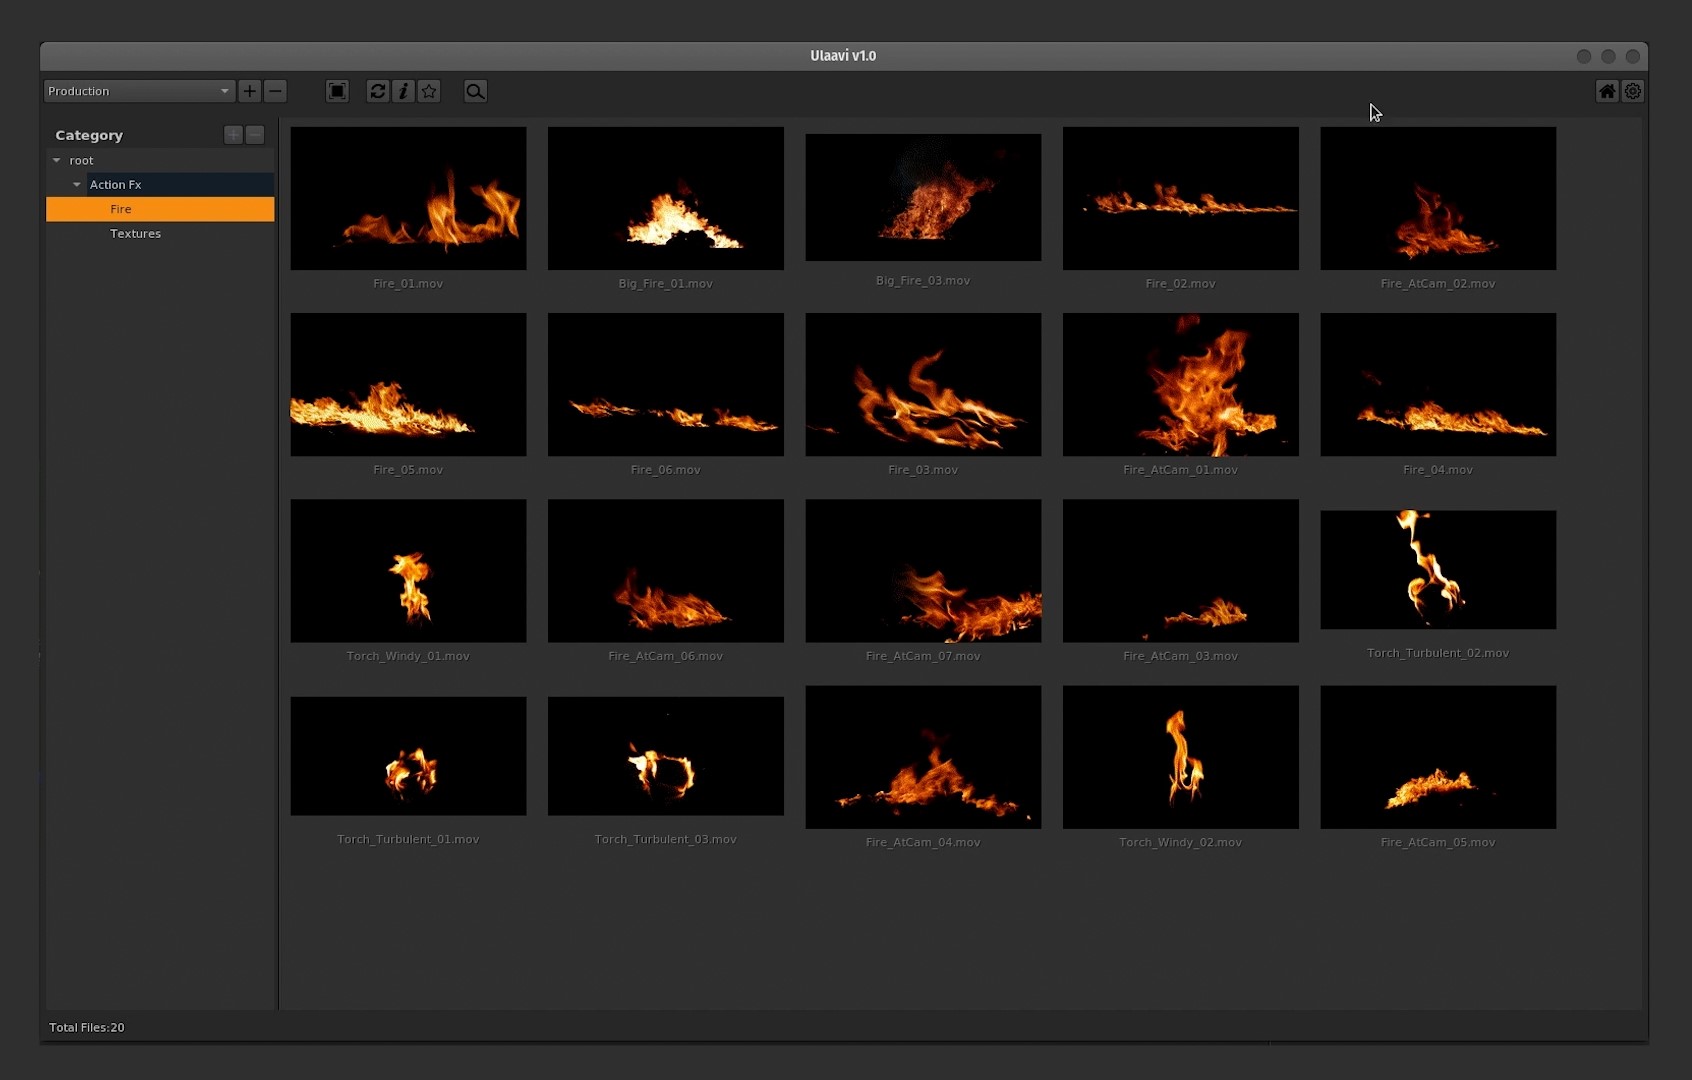 Ulaavi v1.0
Production
Category
root
Action Fx
Fire
Textures
Fire_01.mov
Big_Fire_01.mov
Big_Fire_03.mov
Fire_02.mov
Fire_AtCam_02.mov
Fire_05.mov
Fire_06.mov
Fire_03.mov
Fire_AtCam_01.mov
Fire_04.mov
Torch_Windy_01.mov
Fire_AtCam_06.mov
Fire_AtCam_07.mov
Fire_AtCam_03.mov
Torch_Turbulent_02.mov
Torch_Turbulent_01.mov
Torch_Turbulent_03.mov
Fire_AtCam_04.mov
Torch_Windy_02.mov
Fire_AtCam_05.mov
Total Files:20